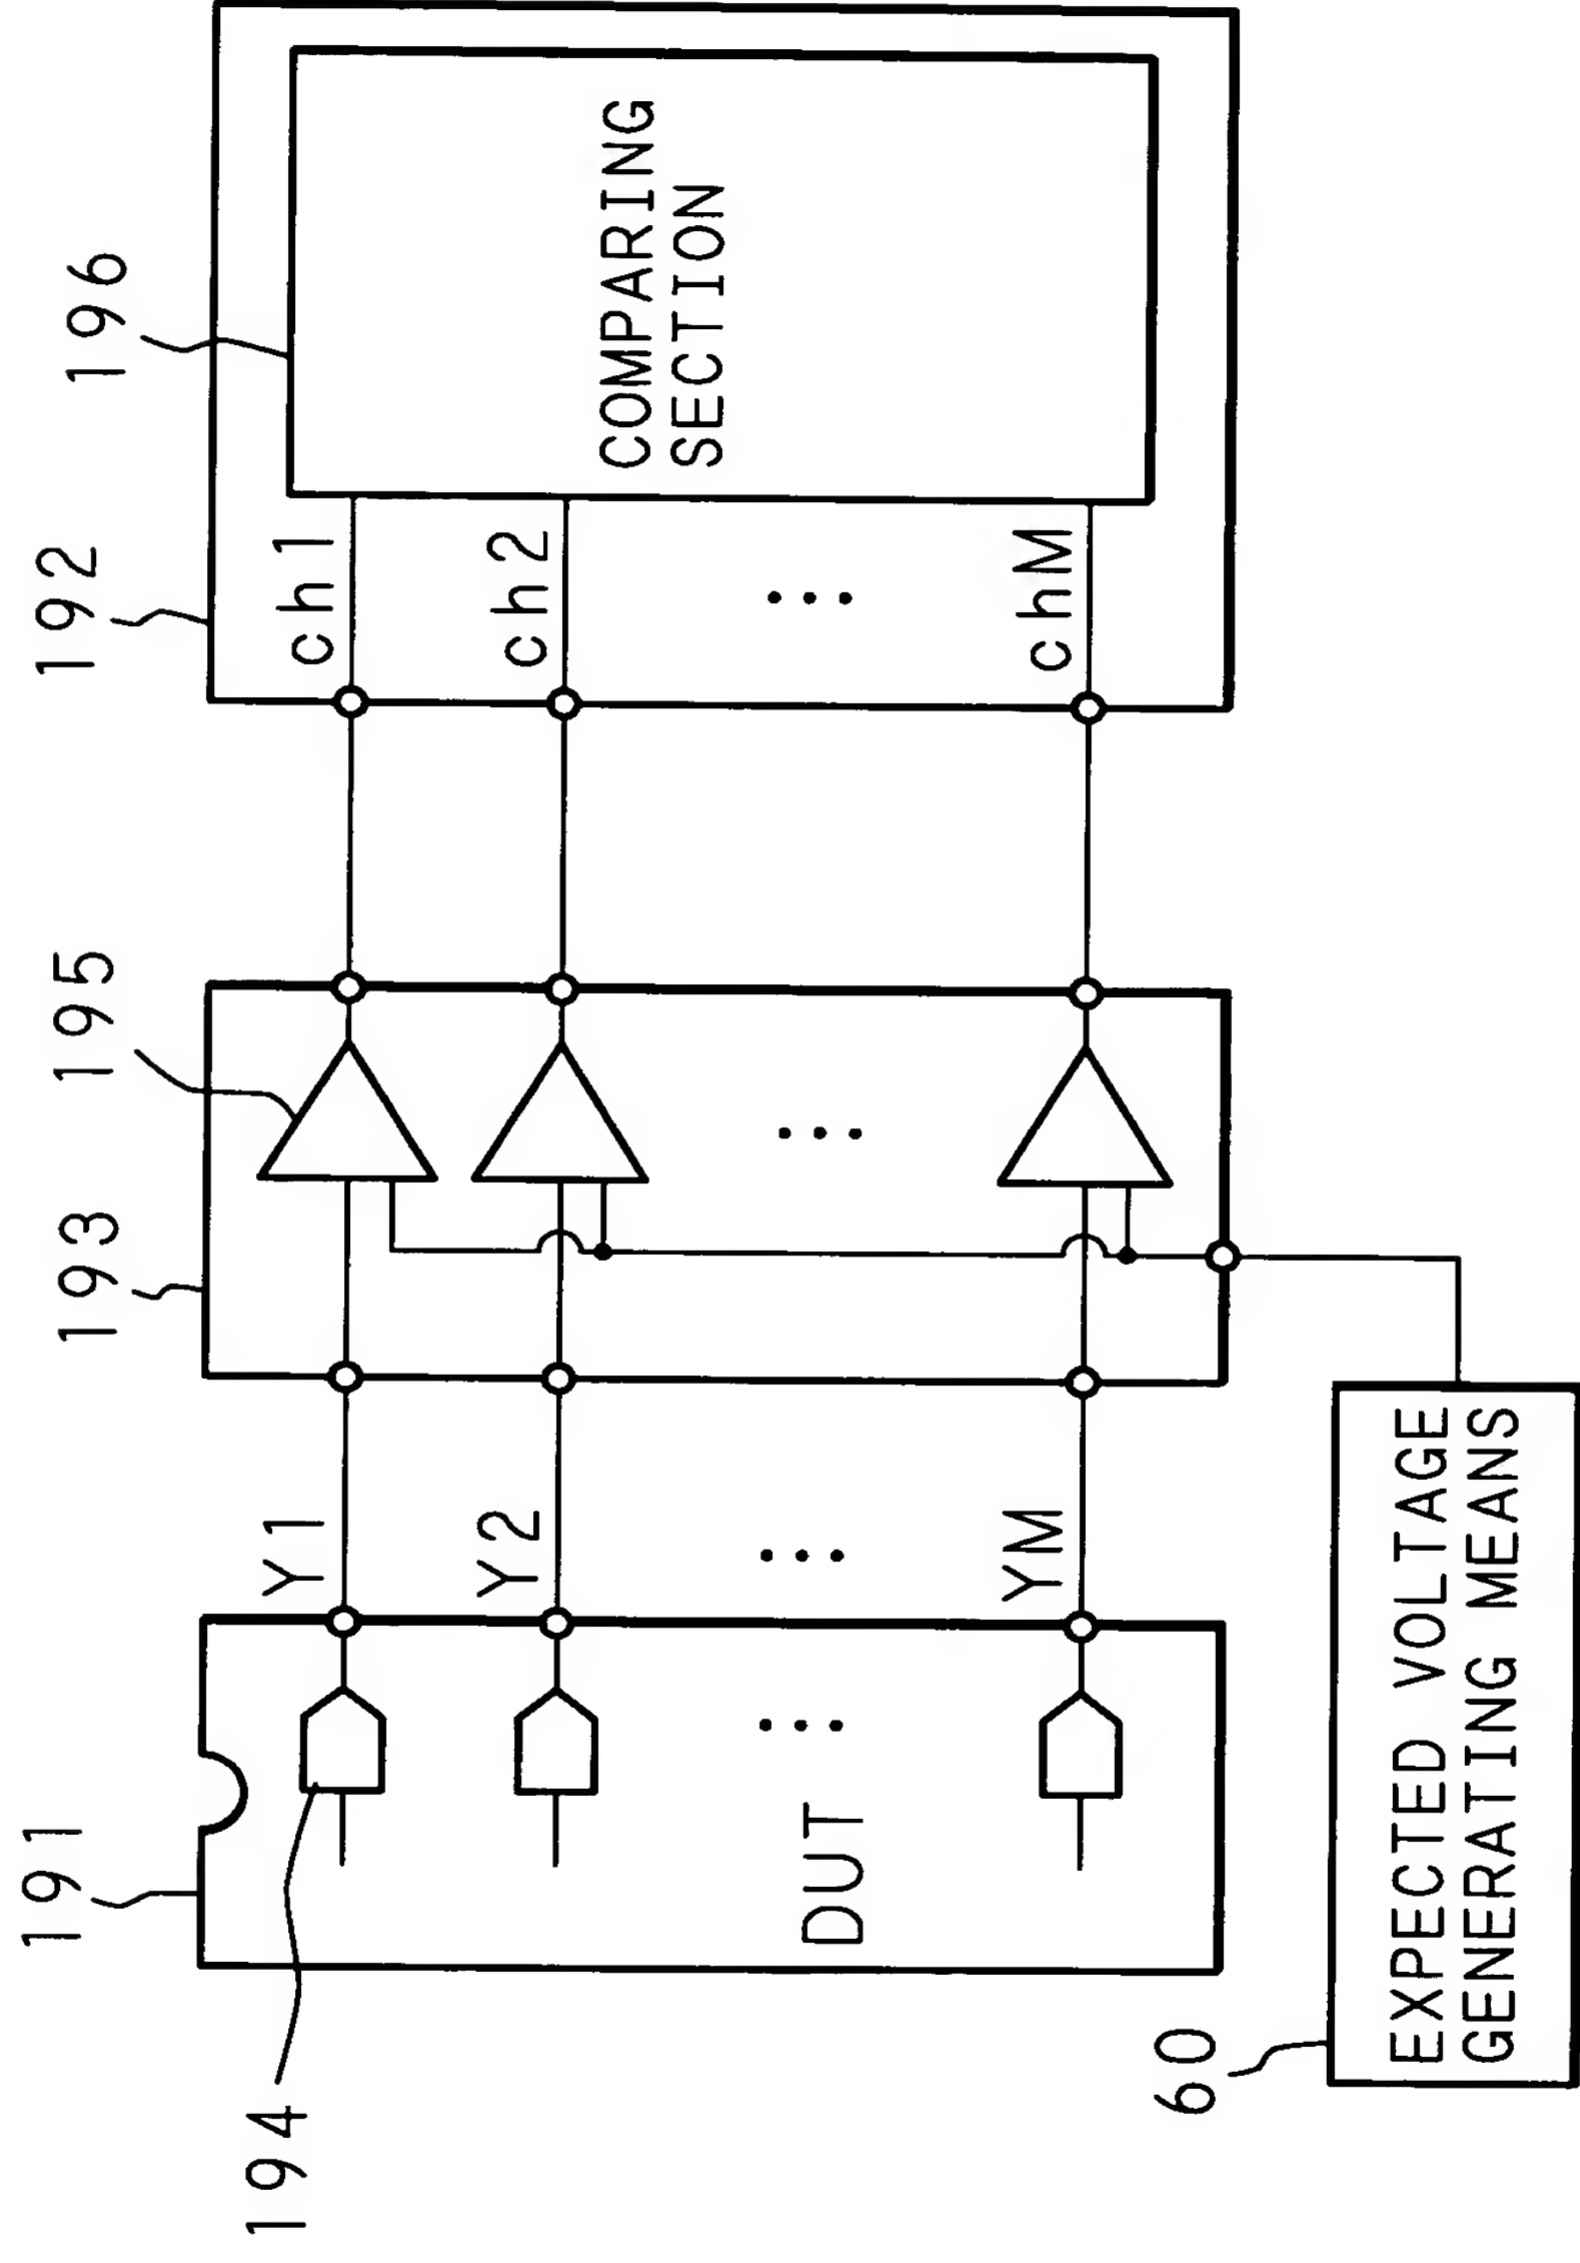 191
192
193
194
195
196
60
Y1
Y2
YM
ch1
ch2
chM
DUT
COMPARING
SECTION
EXPECTED VOLTAGE
GENERATING MEANS